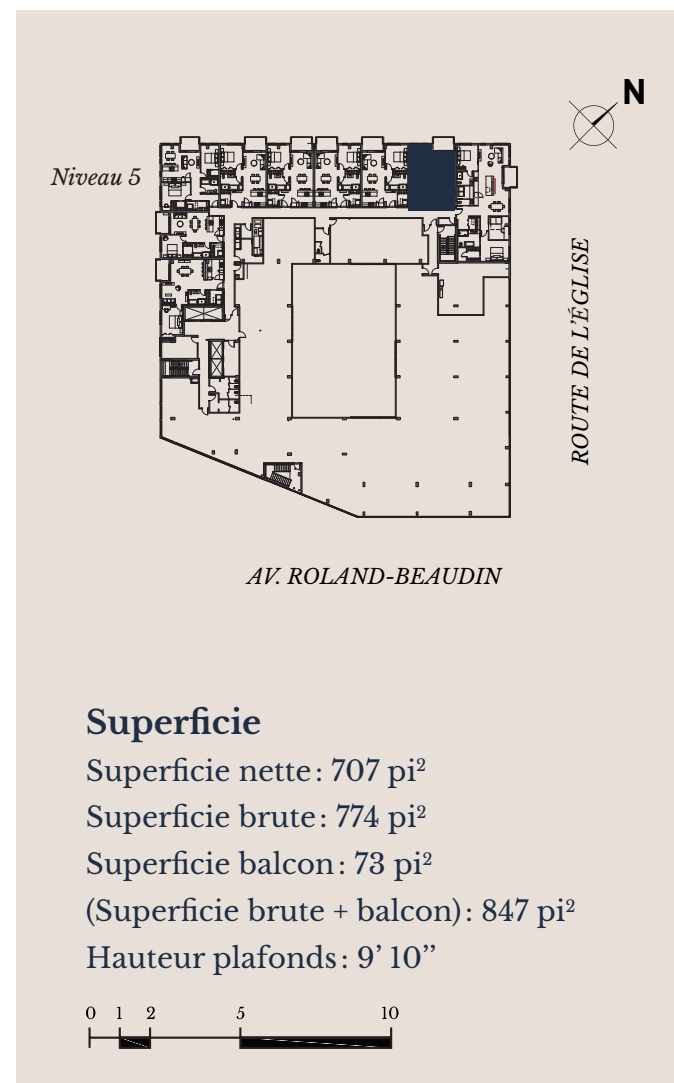 N
Niveau 5
ROUTE DE L'ÉGLISE
AV. ROLAND-BEAUDIN
Superficie
Superficie nette : 707 pi²
Superficie brute : 774 pi²
Superficie balcon : 73 pi²
(Superficie brute + balcon) : 847 pi²
Hauteur plafonds : 9’ 10’’
0 1 2 5 10